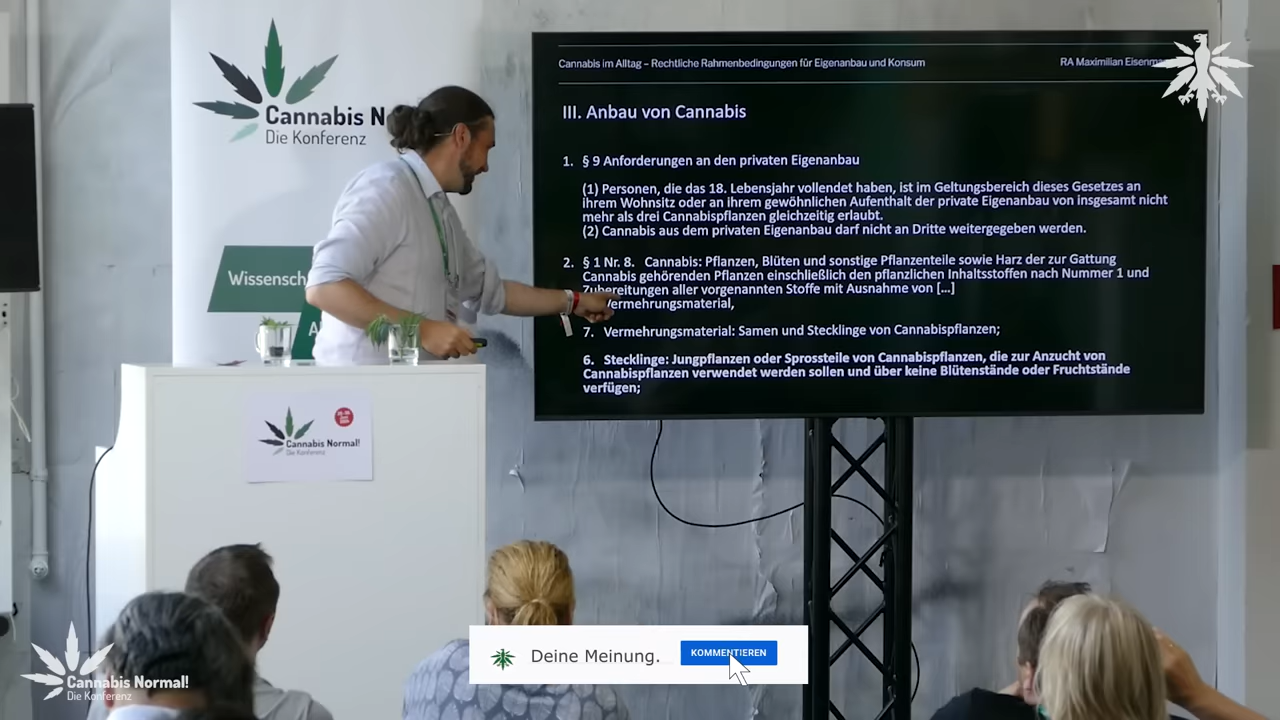 Cannabis N
Die Konferenz
Wissensch
A
Cannabis im Alltag – Rechtliche Rahmenbedingungen für Eigenanbau und Konsum
RA Maximilian Eisenma
III. Anbau von Cannabis
1. § 9 Anforderungen an den privaten Eigenanbau
(1) Personen, die das 18. Lebensjahr vollendet haben, ist im Geltungsbereich dieses Gesetzes an
ihrem Wohnsitz oder an ihrem gewöhnlichen Aufenthalt der private Eigenanbau von insgesamt nicht
mehr als drei Cannabispflanzen gleichzeitig erlaubt.
(2) Cannabis aus dem privaten Eigenanbau darf nicht an Dritte weitergegeben werden.
2. § 1 Nr. 8. Cannabis: Pflanzen, Blüten und sonstige Pflanzenteile sowie Harz der zur Gattung
Cannabis gehörenden Pflanzen einschließlich den pflanzlichen Inhaltsstoffen nach Nummer 1 und
Zubereitungen aller vorgenannten Stoffe mit Ausnahme von [...]
Vermehrungsmaterial,
7. Vermehrungsmaterial: Samen und Stecklinge von Cannabispflanzen;
6. Stecklinge: Jungpflanzen oder Sprossteile von Cannabispflanzen, die zur Anzucht von
Cannabispflanzen verwendet werden sollen und über keine Blütenstände oder Fruchtstände
verfügen;
Cannabis Normal!
Die Konferenz
Deine Meinung.
KOMMENTIEREN
Cannabis Normal!
Die Konferenz